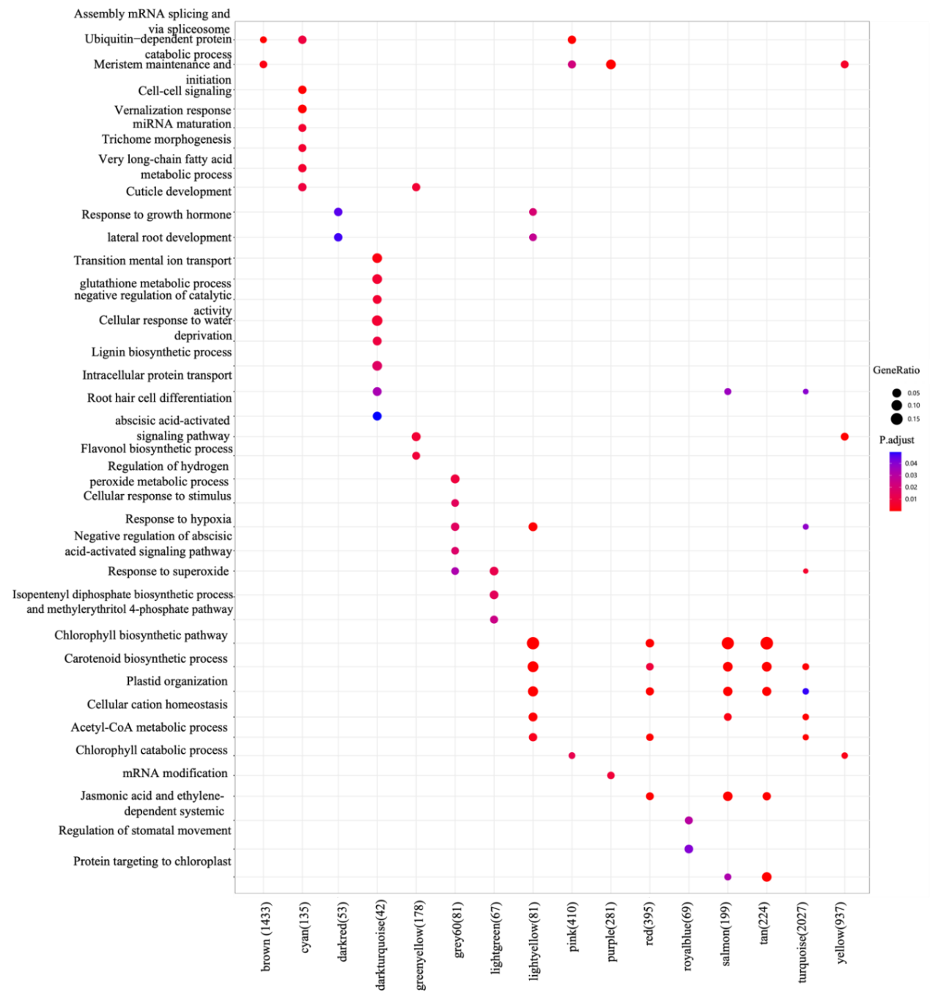 Assembly mRNA splicing and
via spliceosome
Ubiquitin−dependent protein
catabolic process
Meristem maintenance and
initiation
Cell-cell signaling
Vernalization response
miRNA maturation
Trichome morphogenesis
Very long-chain fatty acid
metabolic process
Cuticle development
Response to growth hormone
lateral root development
Transition mental ion transport
glutathione metabolic process
negative regulation of catalytic
activity
Cellular response to water
deprivation
Lignin biosynthetic process
Intracellular protein transport
Root hair cell differentiation
abscisic acid-activated
signaling pathway
Flavonol biosynthetic process
Regulation of hydrogen
peroxide metabolic process
Cellular response to stimulus
Response to hypoxia
Negative regulation of abscisic
acid-activated signaling pathway
Response to superoxide
Isopentenyl diphosphate biosynthetic process
and methylerythritol 4-phosphate pathway
Chlorophyll biosynthetic pathway
Carotenoid biosynthetic process
Plastid organization
Cellular cation homeostasis
Acetyl-CoA metabolic process
Chlorophyll catabolic process
mRNA modification
Jasmonic acid and ethylene-
dependent systemic
Regulation of stomatal movement
Protein targeting to chloroplast
brown (1433)
cyan(135)
darkred(53)
darkturquoise(42)
greenyellow(178)
grey60(81)
lightgreen(67)
lightyellow(81)
pink(410)
purple(281)
red(395)
royalblue(69)
salmon(199)
tan(224)
turquoise(2027)
yellow(937)
GeneRatio
0.05
0.10
0.15
P.adjust
0.04
0.03
0.02
0.01